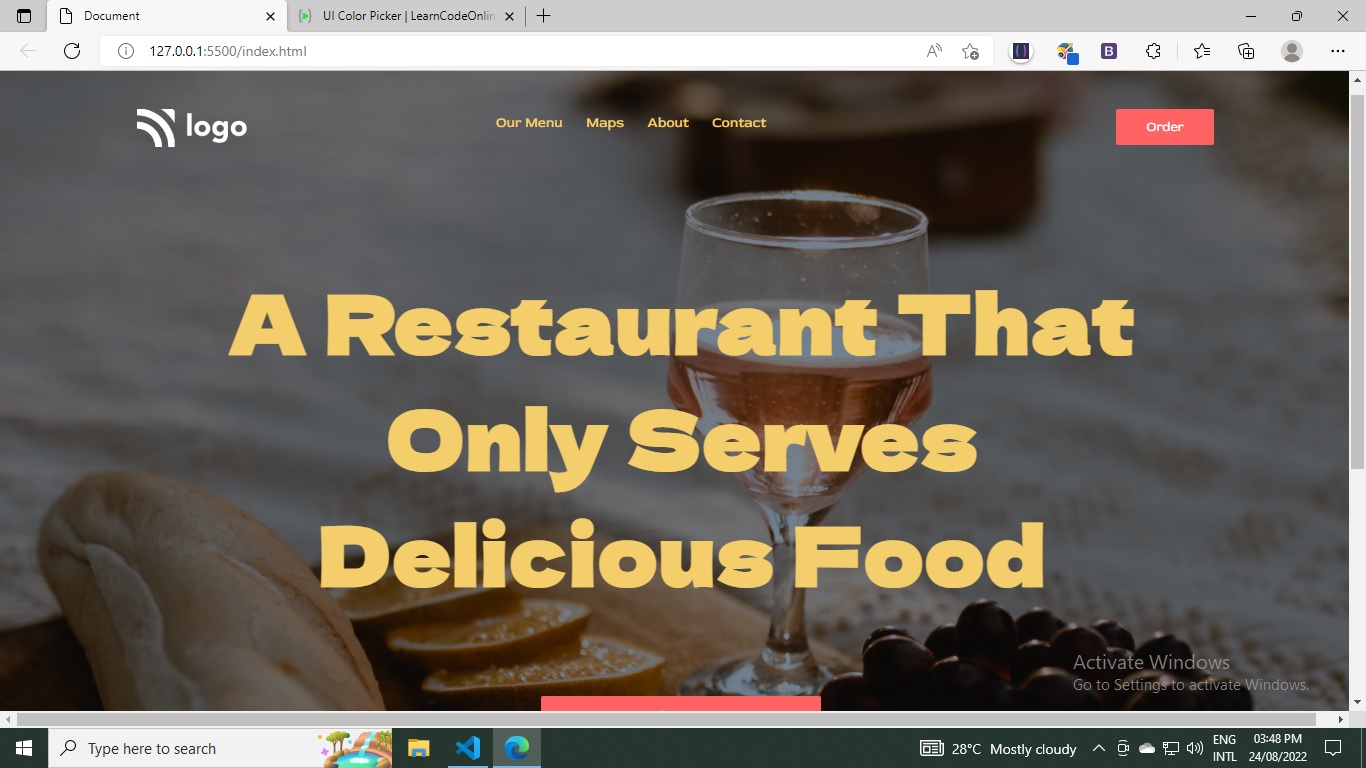 Document
UI Color Picker | LearnCodeOnlin
127.0.0.1:5500/index.html
logo
Our Menu Maps About Contact
Order
A Restaurant That
Only Serves
Delicious Food
Activate Windows
Go to Settings to activate Windows.
Type here to search
28°C Mostly cloudy
ENG
INTL
03:48 PM
24/08/2022